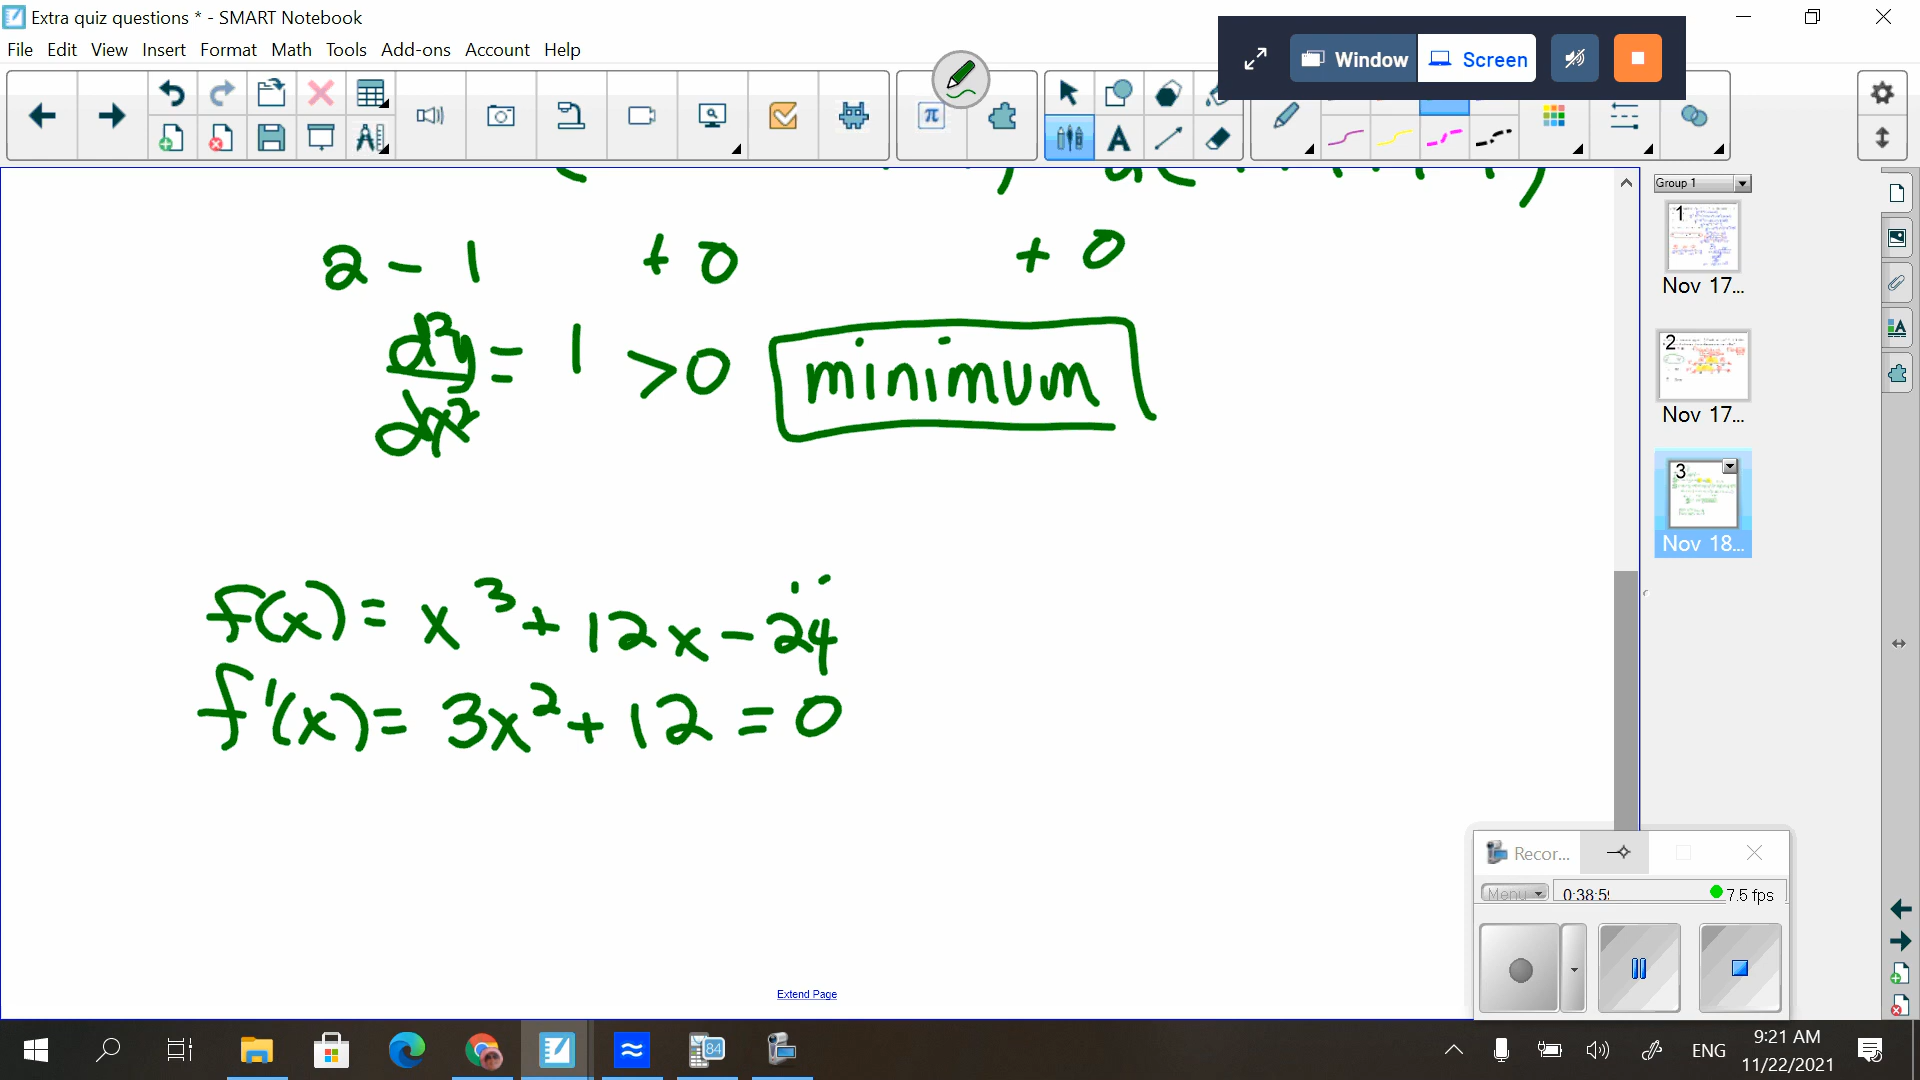 Extra quiz questions * - SMART Notebook
File Edit View Insert Format Math Tools Add-ons Account Help
Window Screen
π
A
Group 1
1
Nov 17...
2
Nov 17...
3
Nov 18...
2 - 1 + 0 + 0
d²y/dx² = 1 > 0 minimum
f(x) = x³ + 12x - 24
f'(x) = 3x² + 12 = 0
Extend Page
Recor...
Menu 0:38:5 7.5 fps
84
ENG
9:21 AM
11/22/2021